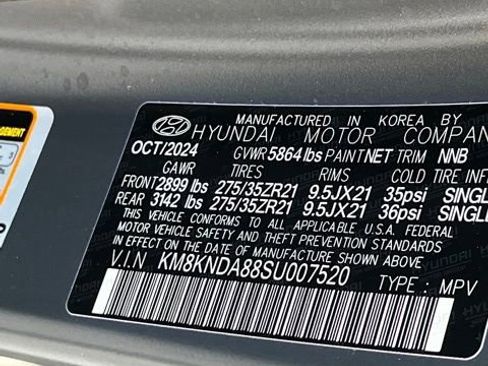 MANUFACTURED IN KOREA BY
HYUNDAI MOTOR COMPAN
OCT/2024 GVWR 5864 lbs PAINT NET TRIM NNB
GAWR TIRES RIMS COLD TIRE INF
FRONT 2899 lbs 275/35ZR21 9.5JX21 35psi SINGL
REAR 3142 lbs 275/35ZR21 9.5JX21 36psi SINGLE
THIS VEHICLE CONFORMS TO ALL APPLICABLE U.S.A. FEDERAL
MOTOR VEHICLE SAFETY AND THEFT PREVENTION STANDARDS
IN EFFECT ON THE DATE OF MANUFACTURE SHOWN ABOVE.
V.I.N KM8KNDA88SU007520 TYPE : MPV